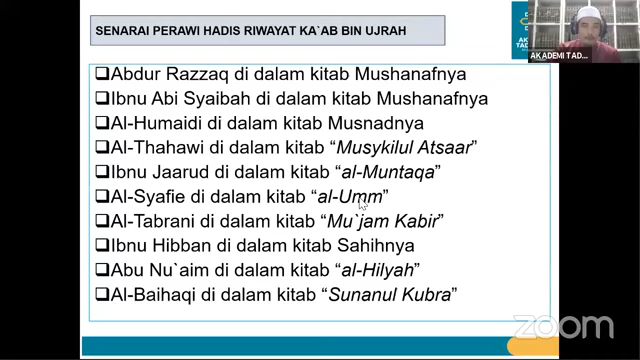 SENARAI PERAWI HADIS RIWAYAT KA`AB BIN UJRAH
❑Abdur Razzaq di dalam kitab Mushanafnya
❑Ibnu Abi Syaibah di dalam kitab Mushanafnya
❑Al-Humaidi di dalam kitab Musnadnya
❑Al-Thahawi di dalam kitab “Musykilul Atsaar”
❑Ibnu Jaarud di dalam kitab “al-Muntaqa”
❑Al-Syafie di dalam kitab “al-Umm”
❑Al-Tabrani di dalam kitab “Mu`jam Kabir”
❑Ibnu Hibban di dalam kitab Sahihnya
❑Abu Nu`aim di dalam kitab “al-Hilyah”
❑Al-Baihaqi di dalam kitab “Sunanul Kubra”
AKADEMI TAD...
zoom